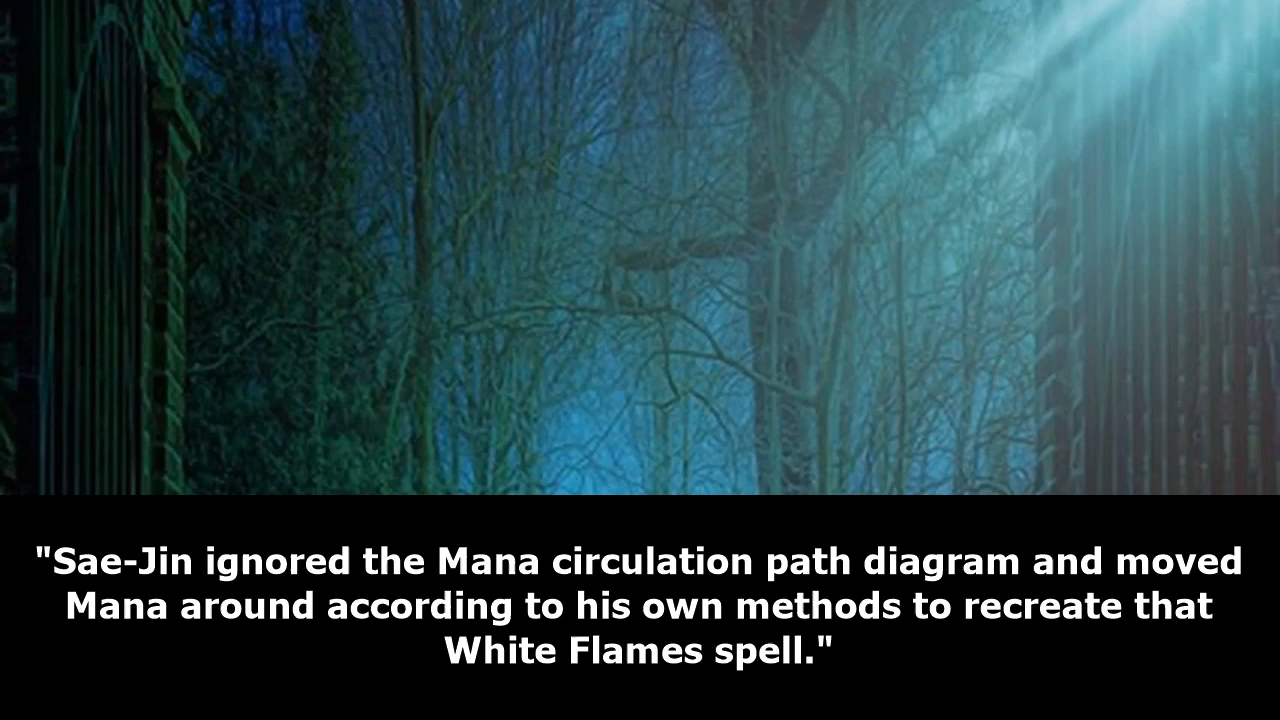 "Sae-Jin ignored the Mana circulation path diagram and moved
Mana around according to his own methods to recreate that
White Flames spell."